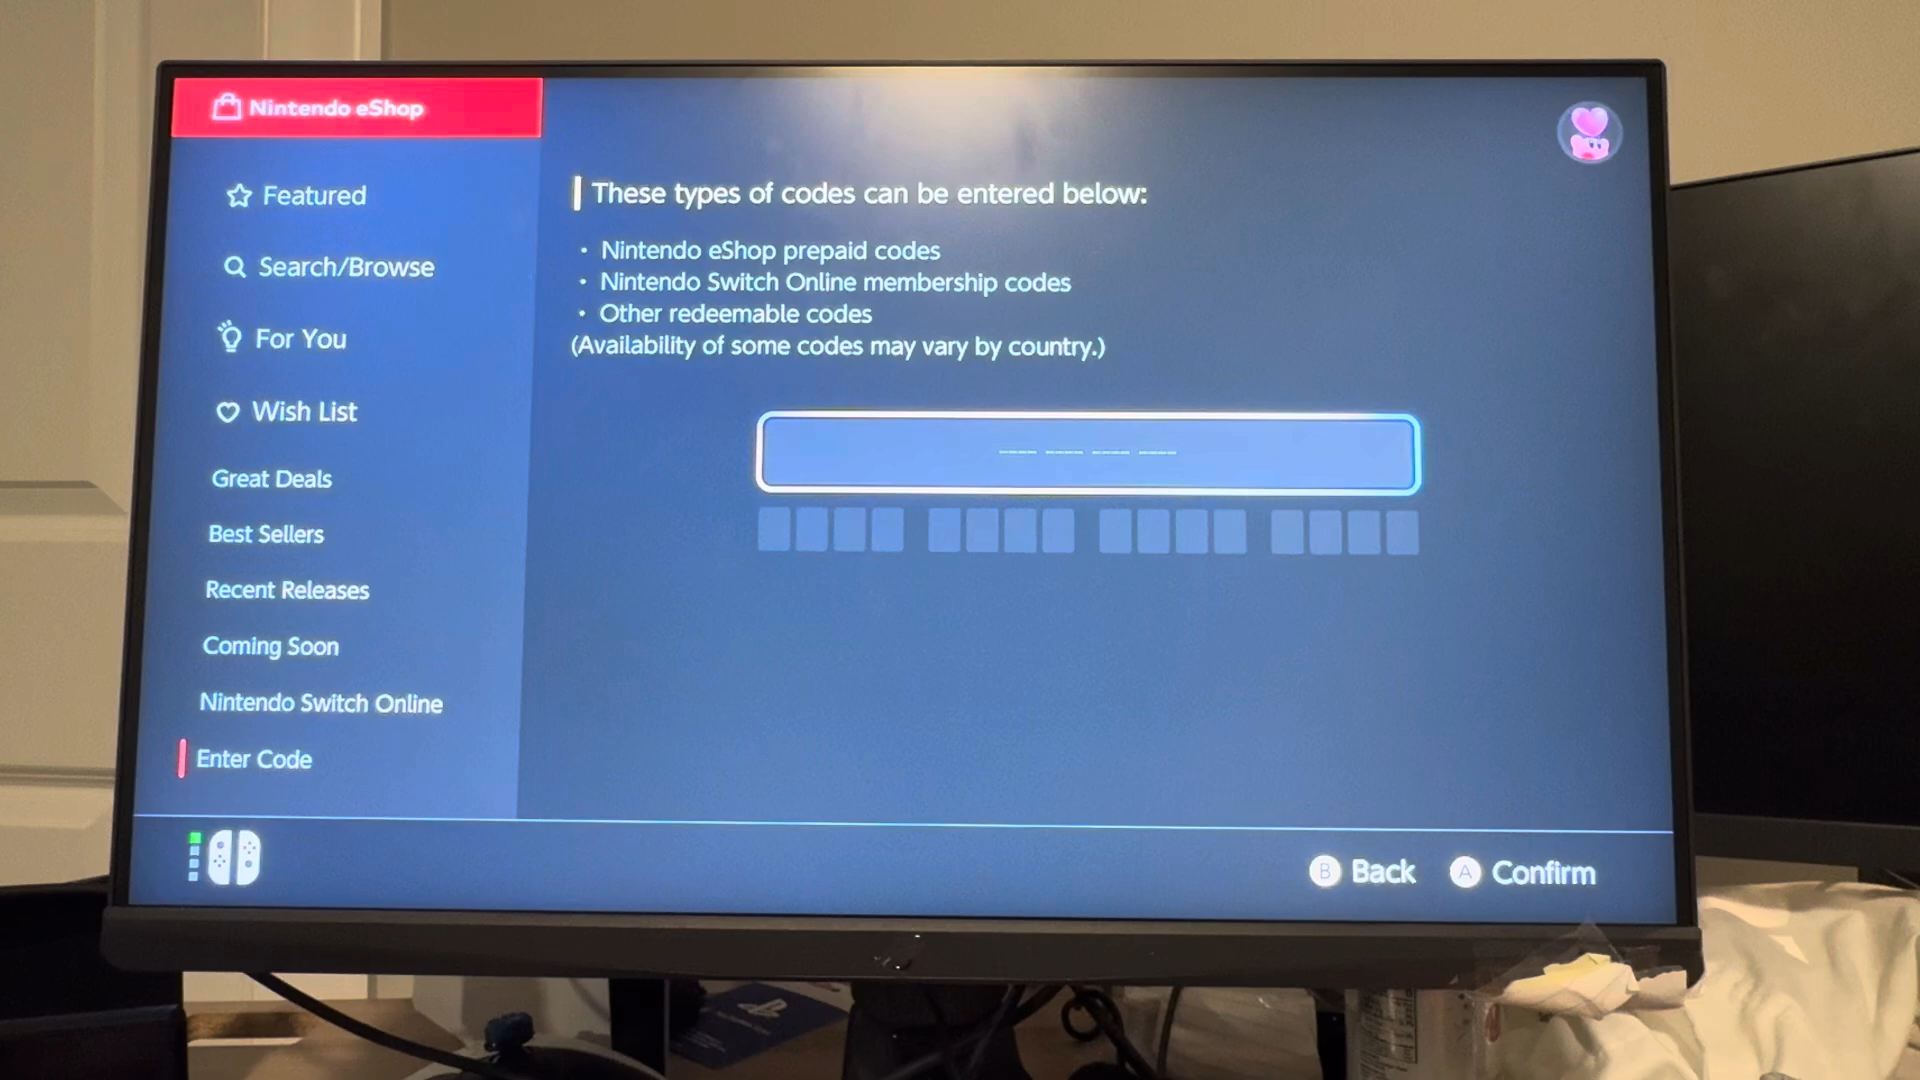 Nintendo eShop
Featured
Search/Browse
For You
Wish List
Great Deals
Best Sellers
Recent Releases
Coming Soon
Nintendo Switch Online
Enter Code
These types of codes can be entered below:
・ Nintendo eShop prepaid codes
・ Nintendo Switch Online membership codes
・ Other redeemable codes
(Availability of some codes may vary by country.)
B Back
A Confirm